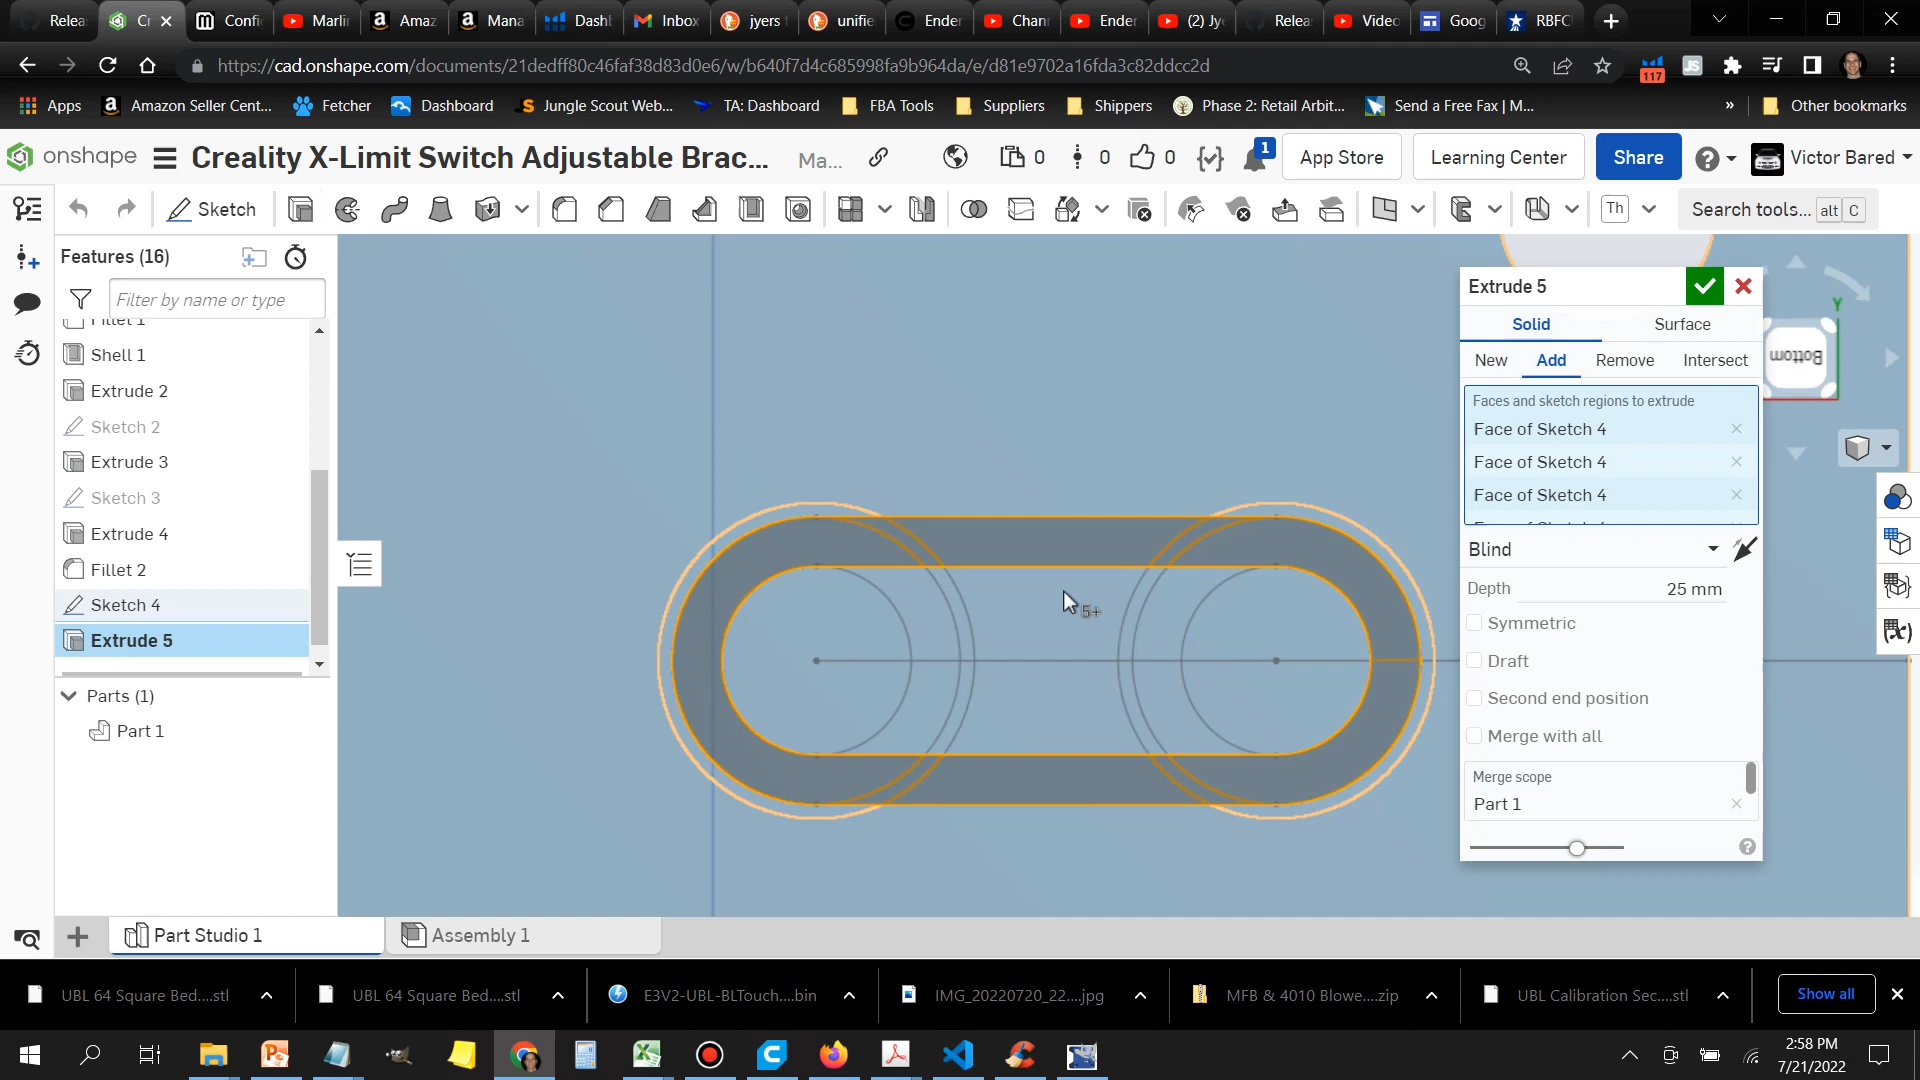 Releas
Cr
Confi
Marli
Amaz
Mana
Dashl
Inbox
jyers
unifie
Ender
Chann
Ender
(2) Jye
Releas
Videc
Goog
RBFC
https://cad.onshape.com/documents/21dedff80c46faf38d83d0e6/w/b640f7d4c685998fa9b964da/e/d81e9702a16fda3c82ddcc2d
117
Apps
Amazon Seller Cent...
Fetcher
Dashboard
Jungle Scout Web...
TA: Dashboard
FBA Tools
Suppliers
Shippers
Phase 2: Retail Arbit...
Send a Free Fax | M...
»
Other bookmarks
onshape
Creality X-Limit Switch Adjustable Brac...
Ma...
0
0
0
1
App Store
Learning Center
Share
Victor Bared
Sketch
Th
Search tools...
alt C
Features (16)
Filter by name or type
Fillet 1
Shell 1
Extrude 2
Sketch 2
Extrude 3
Sketch 3
Extrude 4
Fillet 2
Sketch 4
Extrude 5
Parts (1)
Part 1
5+
Extrude 5
Solid
Surface
New
Add
Remove
Intersect
Faces and sketch regions to extrude
Face of Sketch 4
Face of Sketch 4
Face of Sketch 4
Blind
Depth
25 mm
Symmetric
Draft
Second end position
Merge with all
Merge scope
Part 1
Y
Bottom
Part Studio 1
Assembly 1
UBL 64 Square Bed....stl
UBL 64 Square Bed....stl
E3V2-UBL-BLTouch....bin
IMG_20220720_22....jpg
MFB & 4010 Blowe....zip
UBL Calibration Sec....stl
Show all
2:58 PM
7/21/2022